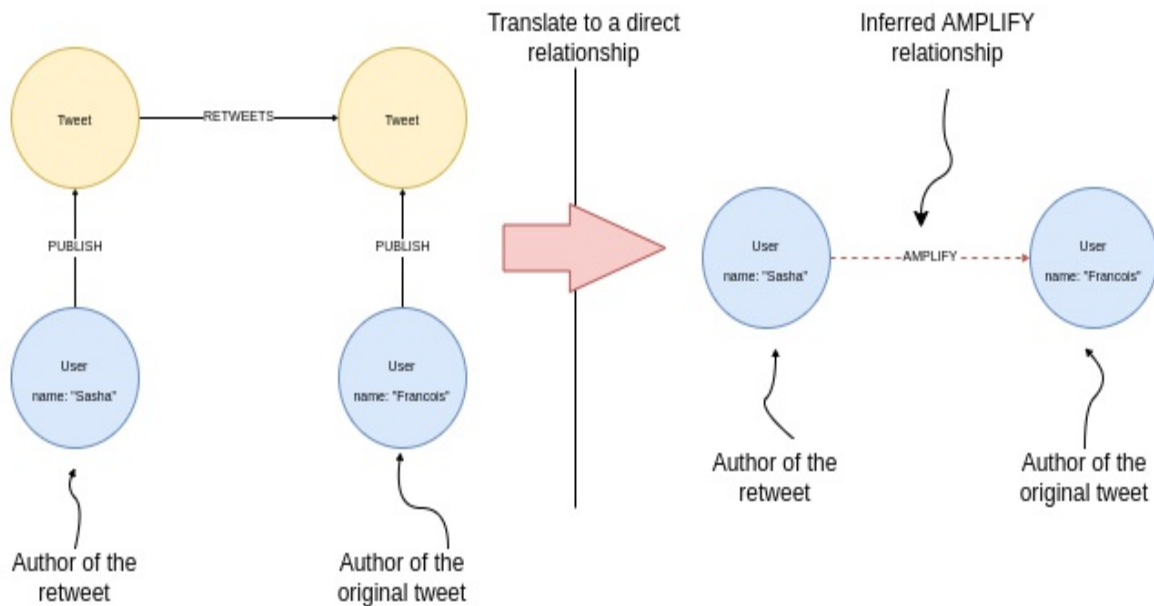 Translate to a direct
relationship
Inferred AMPLIFY
relationship
Tweet
RETWEETS
Tweet
PUBLISH
PUBLISH
User
name: "Sasha"
User
name: "Francois"
User
name: "Sasha"
AMPLIFY
User
name: "Francois"
Author of the
retweet
Author of the
original tweet
Author of the
retweet
Author of the
original tweet